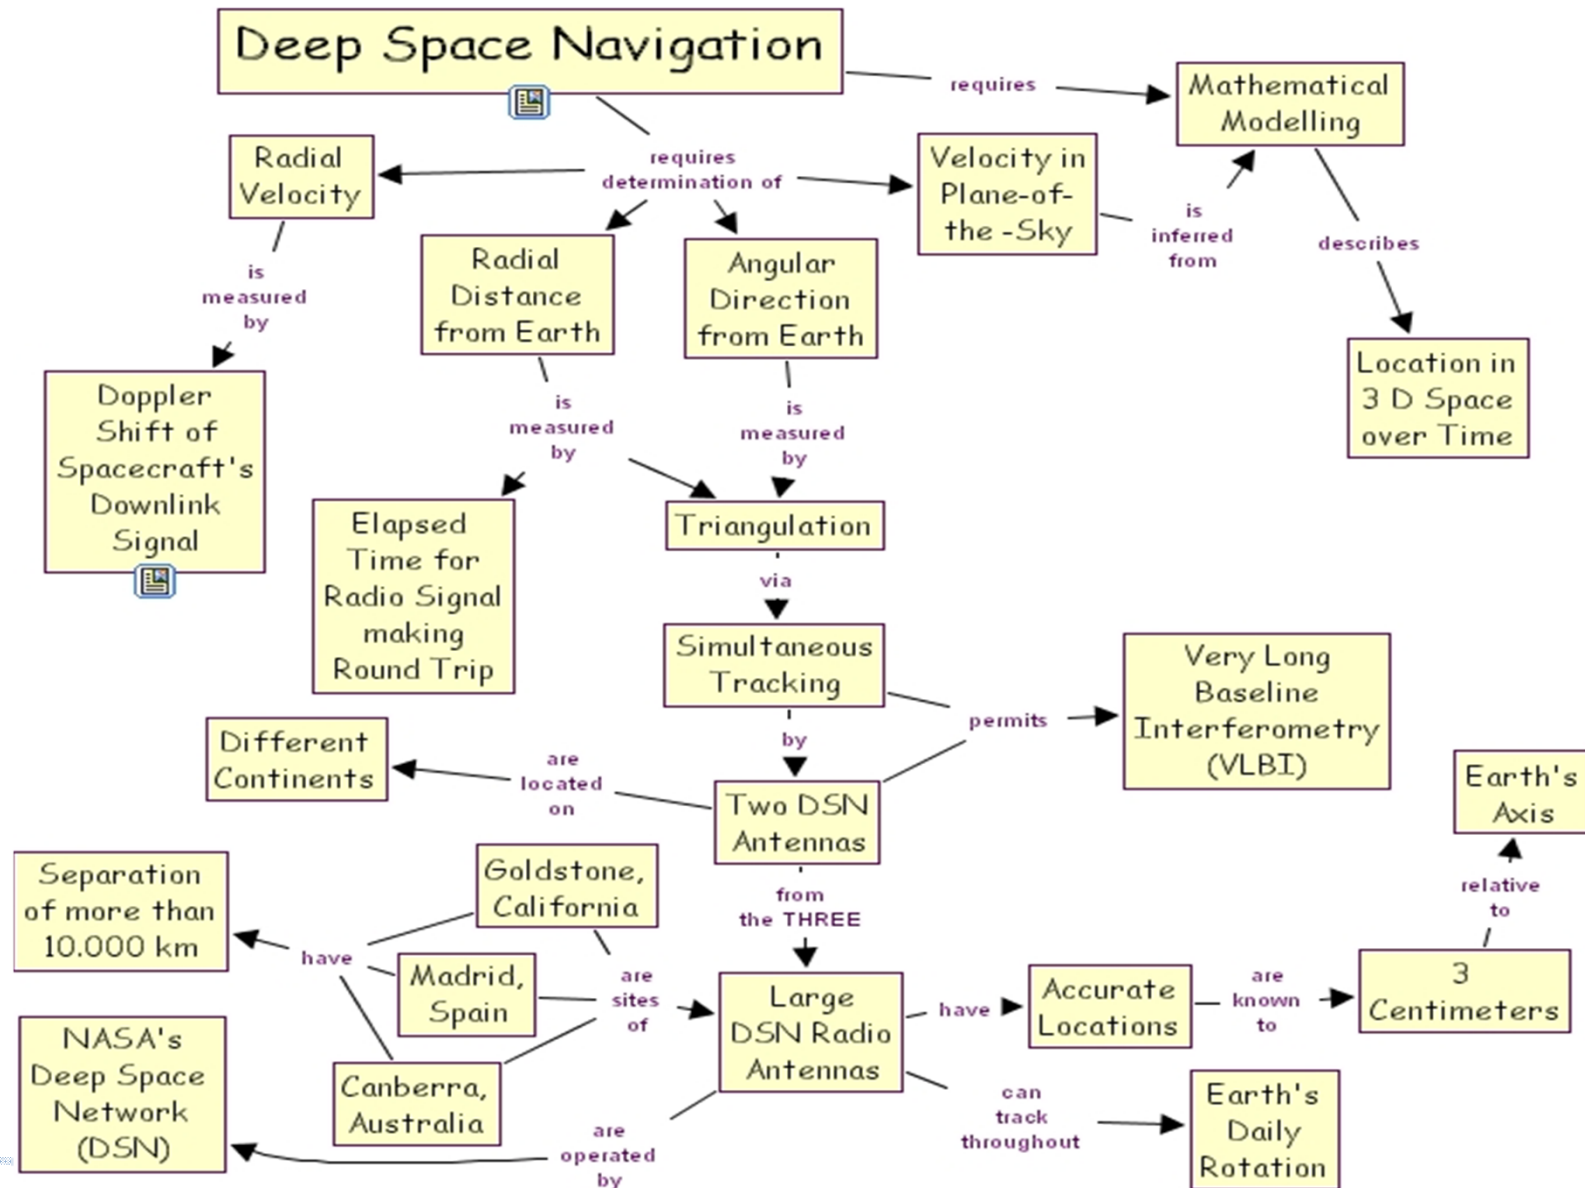 Deep Space Navigation
requires
Mathematical
Modelling
requires
determination of
Radial
Velocity
Velocity in
Plane-of-
the -Sky
is
inferred
from
describes
Radial
Distance
from Earth
Angular
Direction
from Earth
is
measured
by
Location in
3 D Space
over Time
Doppler
Shift of
Spacecraft's
Downlink
Signal
is
measured
by
is
measured
by
Elapsed
Time for
Radio Signal
making
Round Trip
Triangulation
via
Simultaneous
Tracking
Very Long
Baseline
Interferometry
(VLBI)
permits
by
Different
Continents
are
located
on
Two DSN
Antennas
Earth's
Axis
Separation
of more than
10.000 km
Goldstone,
California
from
the THREE
relative
to
have
Madrid,
Spain
are
sites
of
Large
DSN Radio
Antennas
have
Accurate
Locations
are
known
to
3
Centimeters
NASA's
Deep Space
Network
(DSN)
Canberra,
Australia
are
operated
by
can
track
throughout
Earth's
Daily
Rotation